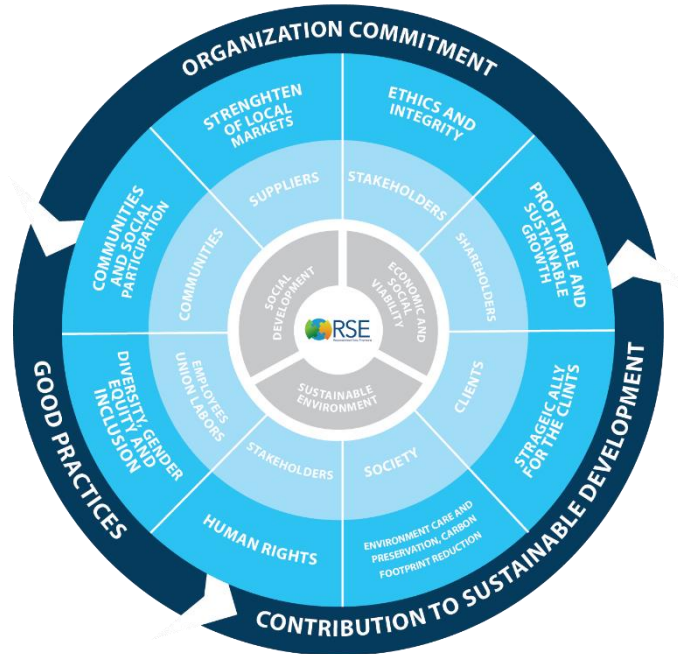 ORGANIZATION COMMITMENT
STRENGHTEN
OF LOCAL
MARKETS
ETHICS AND
INTEGRITY
PROFITABLE AND
SUSTAINABLE
GROWTH
STRAGEIC ALLY
FOR THE CLINTS
ENVIRONMENT CARE AND
PRESERVATION, CARBON
FOOTPRINT REDUCTION
HUMAN RIGHTS
DIVERSITY, GENDER
EQUITY AND
INCLUSION
COMMUNITIES
AND SOCIAL
PARTICIPATION
SUPPLIERS
STAKEHOLDERS
SHAREHOLDERS
CLIENTS
SOCIETY
STAKEHOLDERS
EMPLOYEES
UNION LABORS
COMMUNITIES
SOCIAL
DEVELOPMENT
ECONOMIC AND
SOCIAL
VIABILITY
SUSTAINABLE
ENVIRONMENT
RSE
GOOD PRACTICES
CONTRIBUTION TO SUSTAINABLE DEVELOPMENT